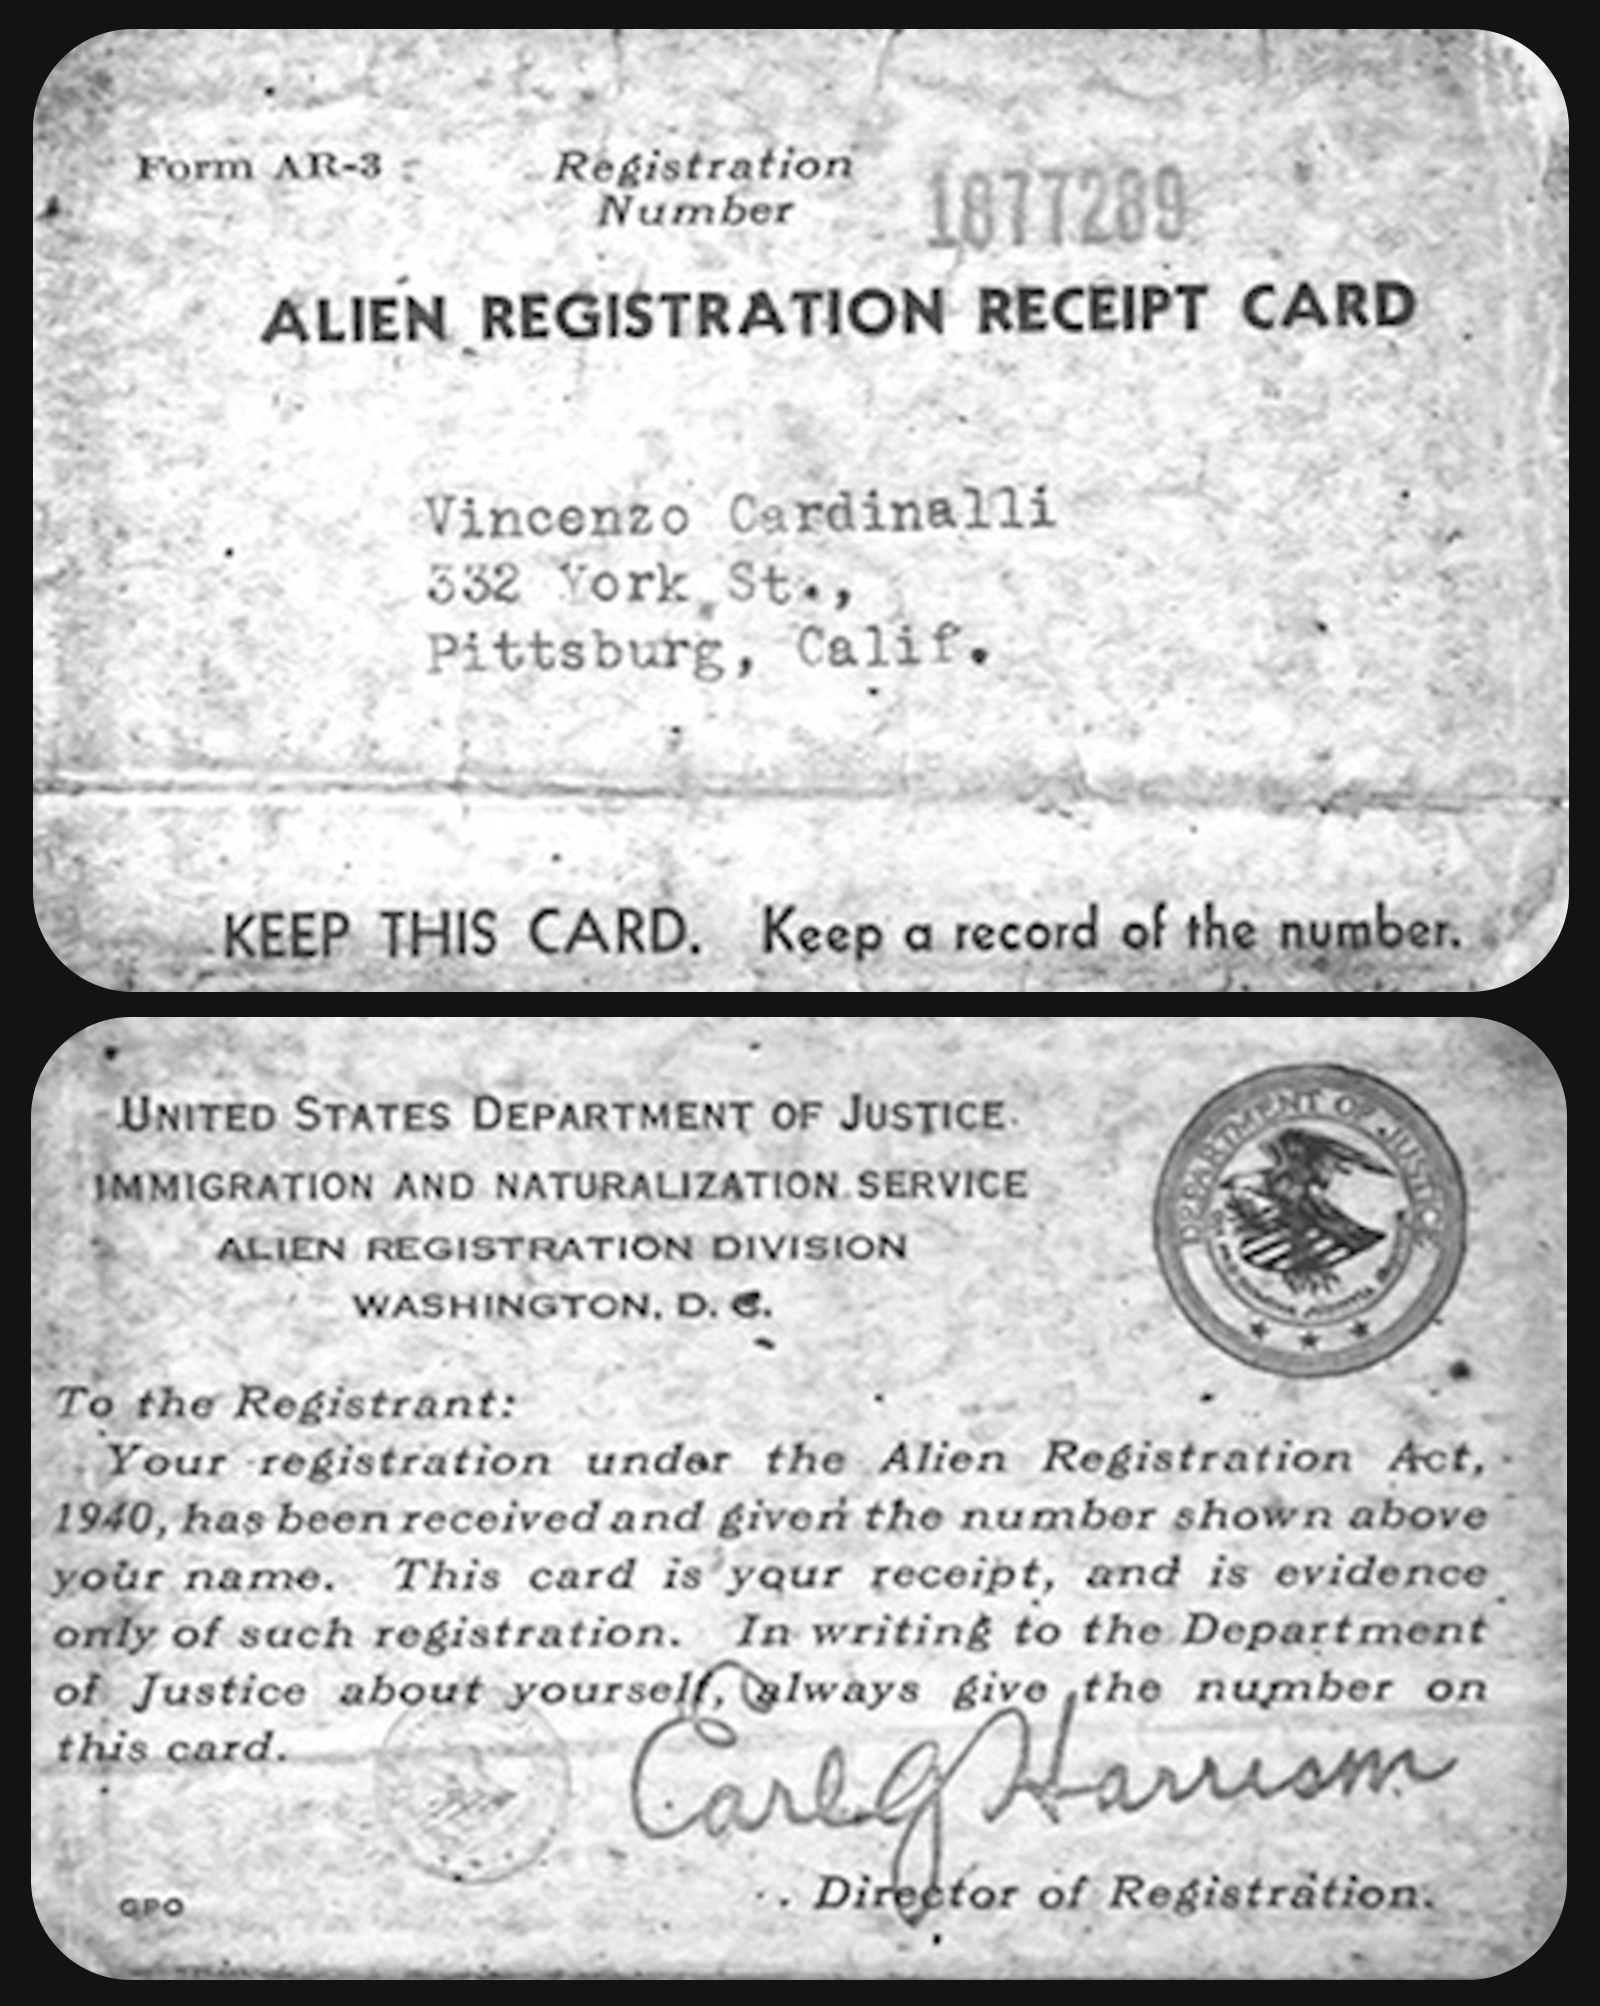 Form AR-3
Registration
Number
1877289
ALIEN REGISTRATION RECEIPT CARD
Vincenzo Cardinalli
332 York St.,
Pittsburg, Calif.
KEEP THIS CARD. Keep a record of the number.
UNITED STATES DEPARTMENT OF JUSTICE
IMMIGRATION AND NATURALIZATION SERVICE
ALIEN REGISTRATION DIVISION
WASHINGTON, D. C.
DEPARTMENT OF JUSTICE
To the Registrant:
Your registration under the Alien Registration Act,
1940, has been received and given the number shown above
your name. This card is your receipt, and is evidence
only of such registration. In writing to the Department
of Justice about yourself, always give the number on
this card.
Earl G Harrison
Director of Registration.
GPO